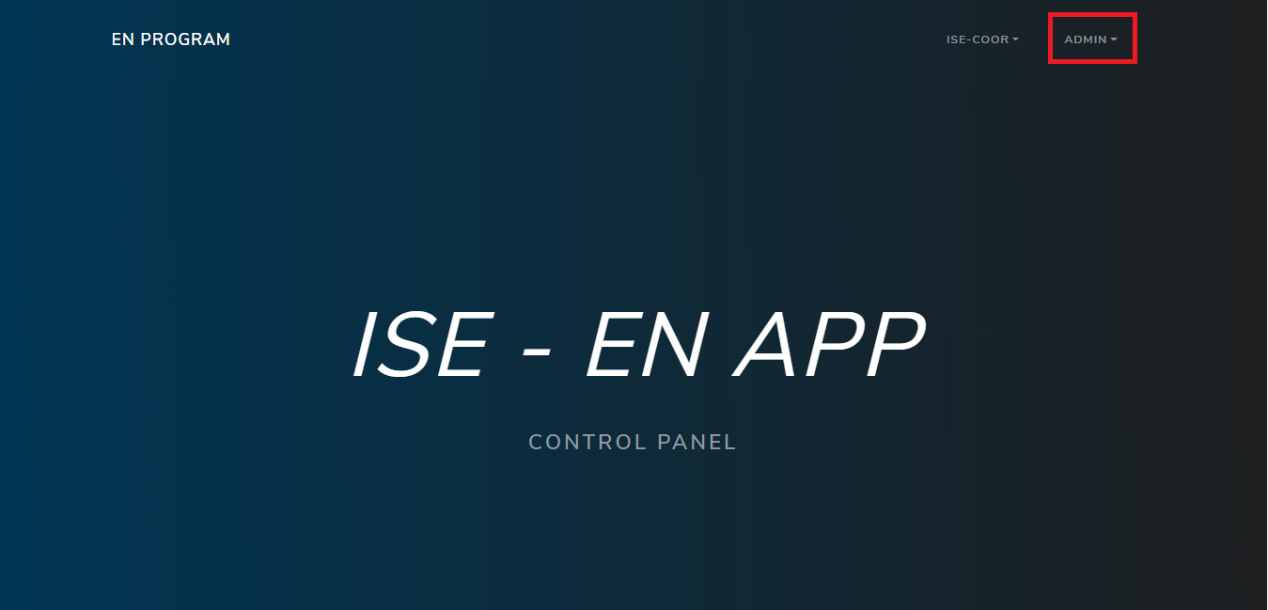 EN PROGRAM
ISE-COOR
ADMIN
ISE - EN APP
CONTROL PANEL